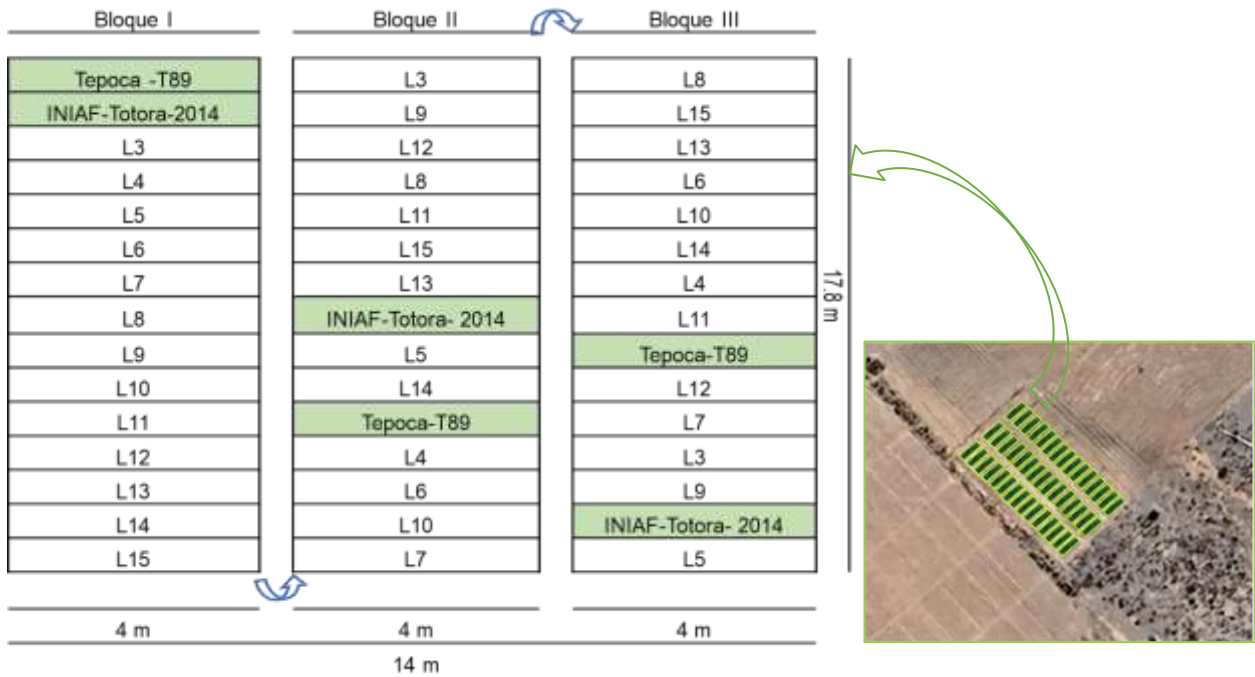 Bloque I
Bloque II
Bloque III
Tepoca -T89
INIAF-Totora-2014
L3
L4
L5
L6
L7
L8
L9
L10
L11
L12
L13
L14
L15
L3
L9
L12
L8
L11
L15
L13
INIAF-Totora- 2014
L5
L14
Tepoca-T89
L4
L6
L10
L7
L8
L15
L13
L6
L10
L14
L4
L11
Tepoca-T89
L12
L7
L3
L9
INIAF-Totora- 2014
L5
17.8 m
4 m
4 m
4 m
14 m